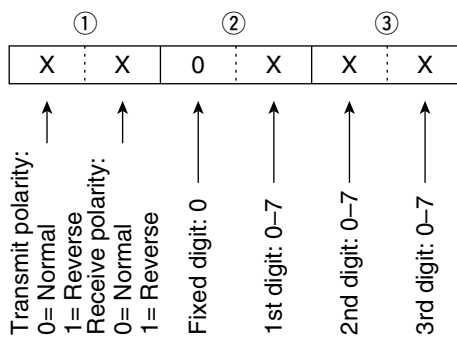 ① ② ③
X X 0 X X X
Transmit polarity:
0= Normal
1= Reverse
Receive polarity:
0= Normal
1= Reverse
Fixed digit: 0
1st digit: 0–7
2nd digit: 0–7
3rd digit: 0–7